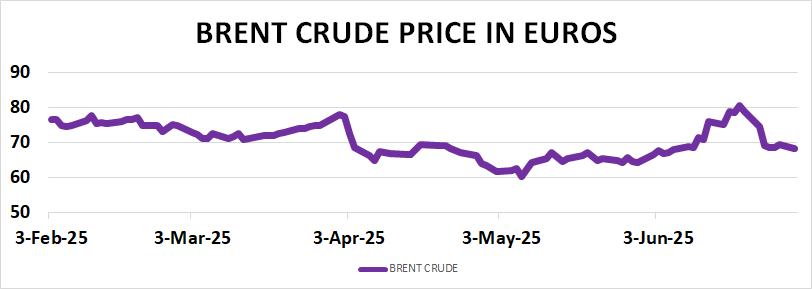 BRENT CRUDE PRICE IN EUROS
90
80
70
60
50
3-Feb-25 3-Mar-25 3-Apr-25 3-May-25 3-Jun-25
BRENT CRUDE